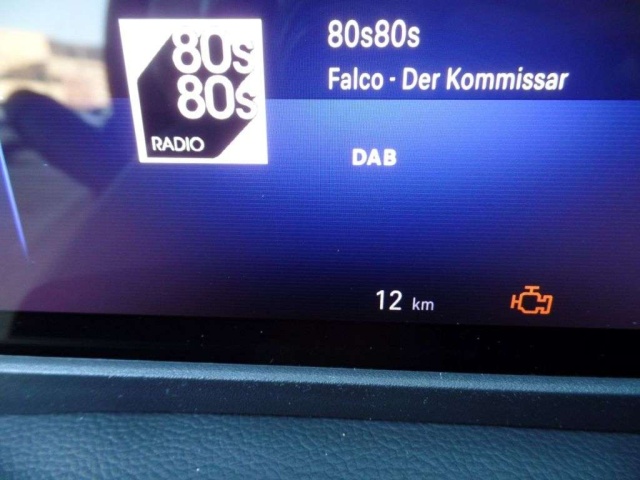 80s
80s
RADIO
80s80s
Falco - Der Kommissar
DAB
12 km